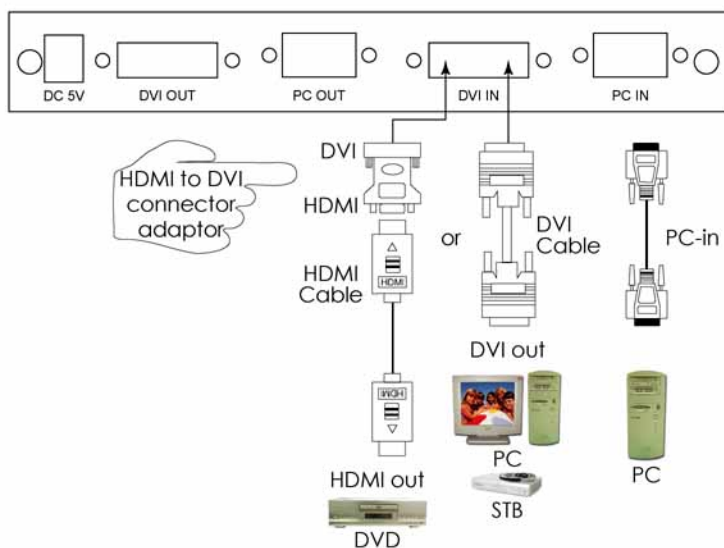 DC 5V
DVI OUT
PC OUT
DVI IN
PC IN
DVI
HDMI to DVI
connector
adaptor
HDMI
or
DVI
Cable
PC-in
HDMI
Cable
HDMI
DVI out
HDMI
PC
PC
HDMI out
STB
DVD